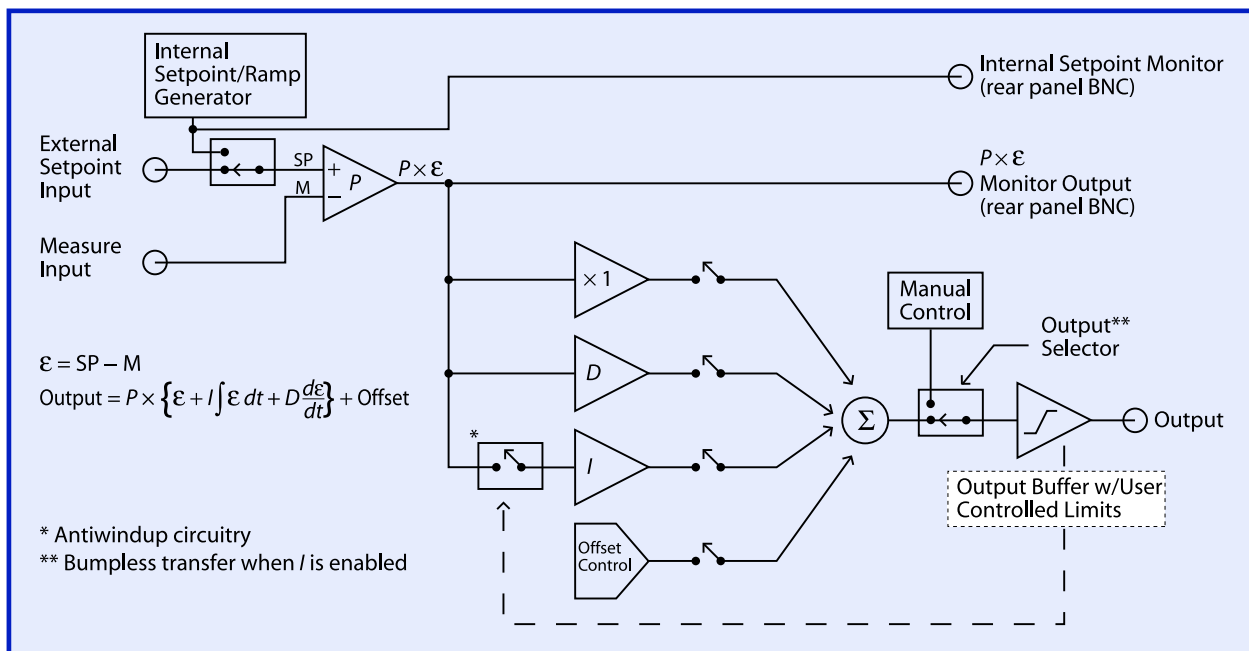 Internal
Setpoint/Ramp
Generator
Internal Setpoint Monitor
(rear panel BNC)
External
Setpoint
Input
SP
+
P
M
−
P × ε
P × ε
Monitor Output
(rear panel BNC)
Measure
Input
× 1
Manual
Control
Output**
Selector
ε = SP – M
Output = P × {ε + I∫ε dt + D dε/dt} + Offset
D
Σ
Output
*
I
Output Buffer w/User
Controlled Limits
* Antiwindup circuitry
** Bumpless transfer when I is enabled
Offset
Control